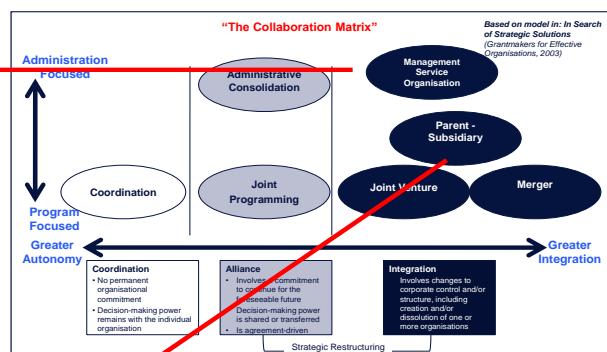 “The Collaboration Matrix”
Based on model in: In Search
of Strategic Solutions
(Grantmakers for Effective
Organisations, 2003)
Administration
Focused
Administrative
Consolidation
Management
Service
Organisation
Parent -
Subsidiary
Coordination
Joint
Programming
Joint Venture
Merger
Program
Focused
Greater
Autonomy
Greater
Integration
Coordination
• No permanent
organisational
commitment
• Decision-making power
remains with the individual
organisation
Alliance
• Involves commitment
to continue for the
foreseeable future
Decision-making power
is shared or transferred
• Is agreement-driven
Integration
Involves changes to
corporate control and/or
structure, including
creation and/or
dissolution of one or
more organisations
Strategic Restructuring